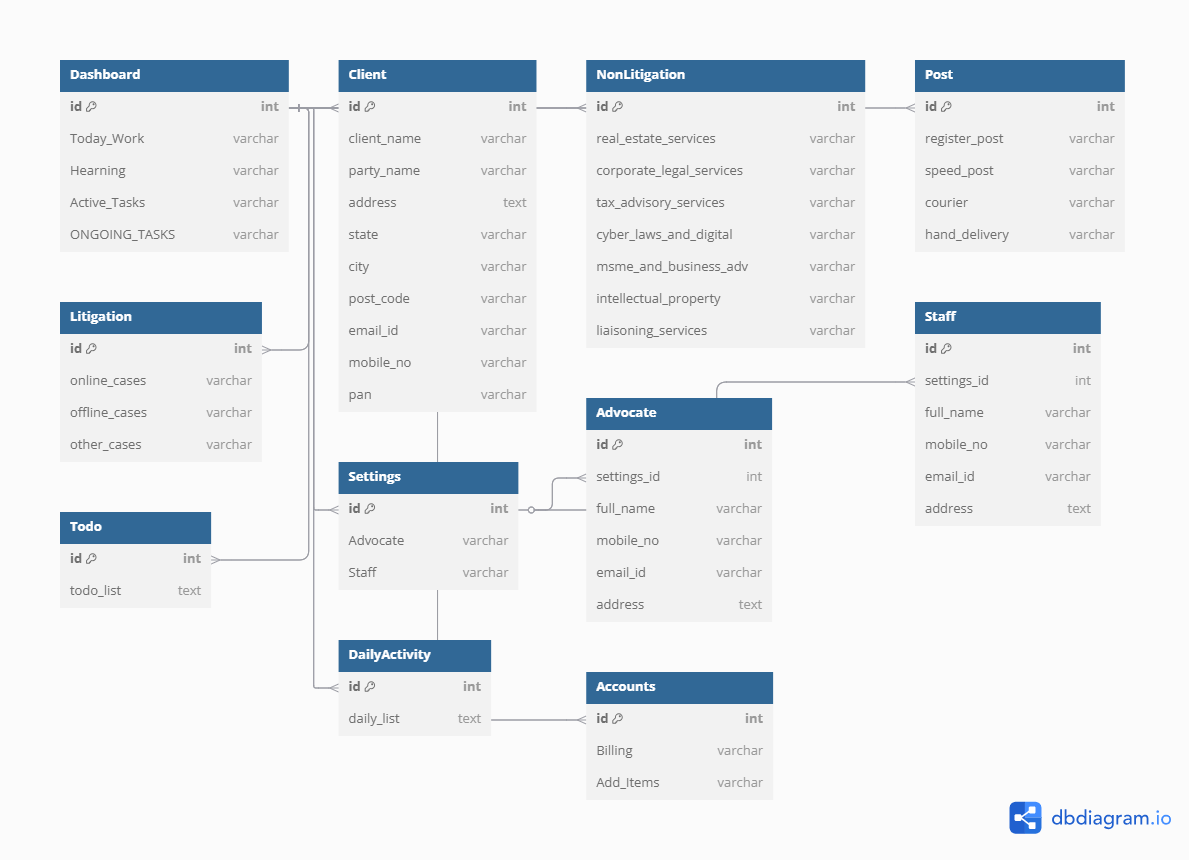 Dashboard
id int
Today_Work varchar
Hearning varchar
Active_Tasks varchar
ONGOING_TASKS varchar
Client
id int
client_name varchar
party_name varchar
address text
state varchar
city varchar
post_code varchar
email_id varchar
mobile_no varchar
pan varchar
NonLitigation
id int
real_estate_services varchar
corporate_legal_services varchar
tax_advisory_services varchar
cyber_laws_and_digital varchar
msme_and_business_adv varchar
intellectual_property varchar
liaisoning_services varchar
Post
id int
register_post varchar
speed_post varchar
courier varchar
hand_delivery varchar
Litigation
id int
online_cases varchar
offline_cases varchar
other_cases varchar
Staff
id int
settings_id int
full_name varchar
mobile_no varchar
email_id varchar
address text
Advocate
id int
settings_id int
full_name varchar
mobile_no varchar
email_id varchar
address text
Settings
id int
Advocate varchar
Staff varchar
Todo
id int
todo_list text
DailyActivity
id int
daily_list text
Accounts
id int
Billing varchar
Add_Items varchar
dbdiagram.io